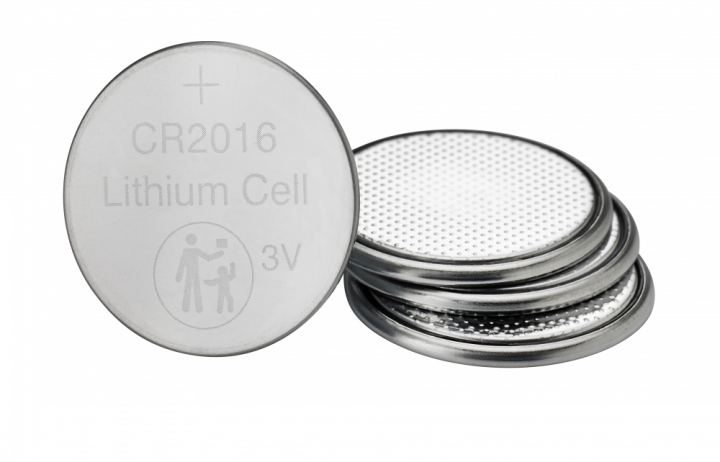 +
CR2016
Lithium Cell
3V